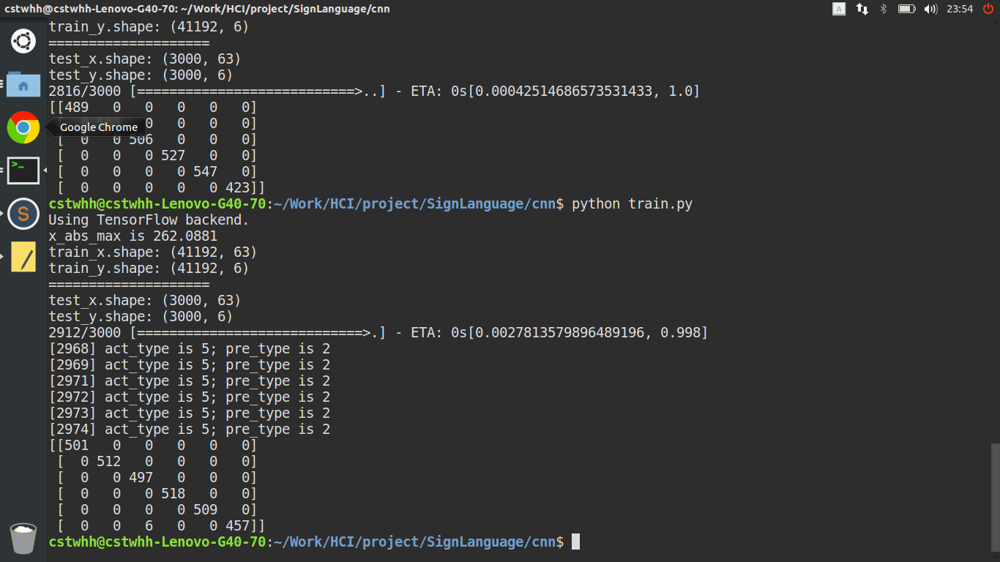 cstwhh@cstwhh-Lenovo-G40-70: ~/Work/HCI/project/SignLanguage/cnn
A
23:54
train_y.shape: (41192, 6)
====================
test_x.shape: (3000, 63)
test_y.shape: (3000, 6)
2816/3000 [===========================>..] - ETA: 0s[0.00042514686573531433, 1.0]
[[489   0   0   0   0   0]
Google Chrome
0   0   0   0]
[  0   0 506   0   0   0]
[  0   0   0 527   0   0]
[  0   0   0   0 547   0]
[  0   0   0   0   0 423]]
cstwhh@cstwhh-Lenovo-G40-70:~/Work/HCI/project/SignLanguage/cnn$ python train.py
Using TensorFlow backend.
x_abs_max is 262.0881
train_x.shape: (41192, 63)
train_y.shape: (41192, 6)
====================
test_x.shape: (3000, 63)
test_y.shape: (3000, 6)
2912/3000 [============================>.] - ETA: 0s[0.0027813579896489196, 0.998]
[2968] act_type is 5; pre_type is 2
[2969] act_type is 5; pre_type is 2
[2971] act_type is 5; pre_type is 2
[2972] act_type is 5; pre_type is 2
[2973] act_type is 5; pre_type is 2
[2974] act_type is 5; pre_type is 2
[[501   0   0   0   0   0]
[  0 512   0   0   0   0]
[  0   0 497   0   0   0]
[  0   0   0 518   0   0]
[  0   0   0   0 509   0]
[  0   0   6   0   0 457]]
cstwhh@cstwhh-Lenovo-G40-70:~/Work/HCI/project/SignLanguage/cnn$